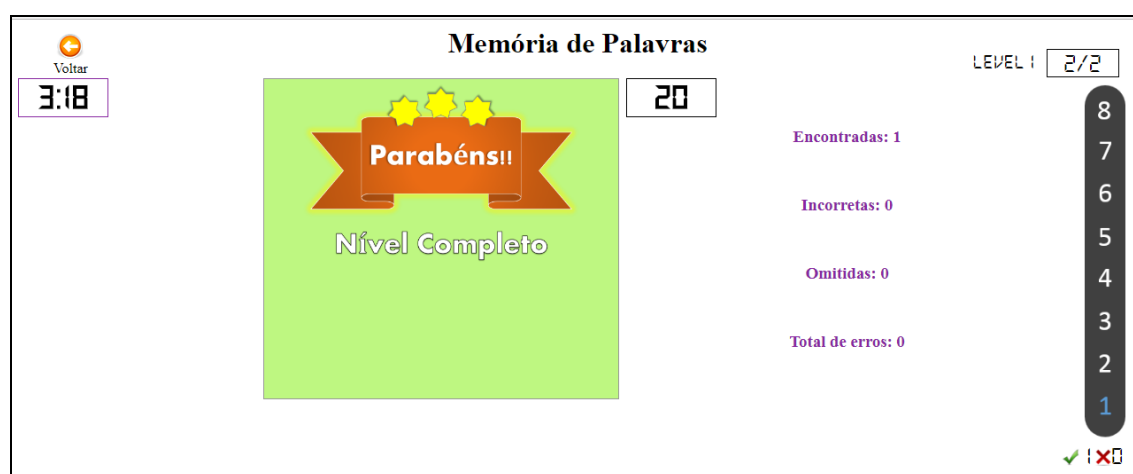 Memória de Palavras
Voltar
LEVEL 1 2/2
3:18
20
Parabéns!!
Nível Completo
Encontradas: 1
Incorretas: 0
Omitidas: 0
Total de erros: 0
8
7
6
5
4
3
2
1
1 0